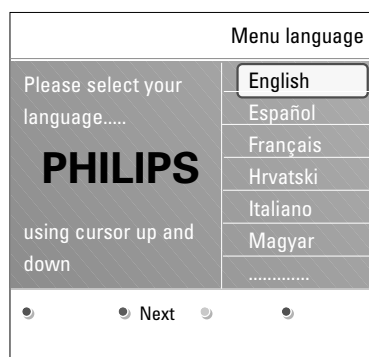 Menu language
Please select your
language.....
PHILIPS
using cursor up and
down
English
Español
Français
Hrvatski
Italiano
Magyar
.............
Next